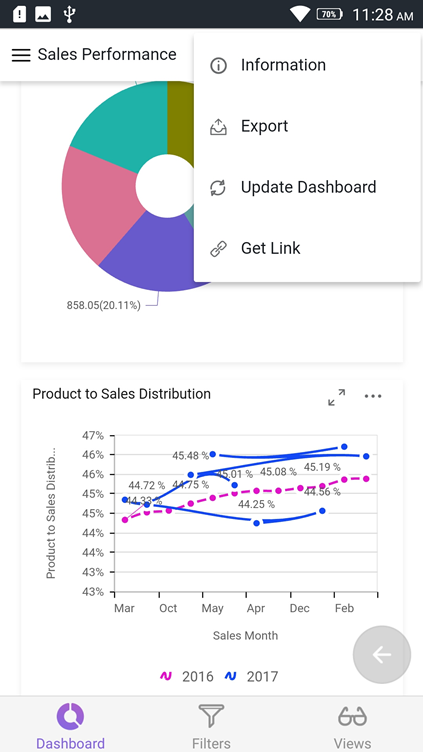 70%
11:28 AM
Sales Performance
Information
Export
Update Dashboard
Get Link
858.05(20.11%)
Product to Sales Distribution
47%
46%
46%
45%
45%
44%
44%
43%
43%
Product to Sales Distrib...
45.48 %
45.01 %
45.08 %
45.19 %
44.72 %
44.75 %
44.56 %
44.33 %
44.25 %
Mar
Oct
May
Apr
Dec
Feb
Sales Month
2016
2017
Dashboard
Filters
Views